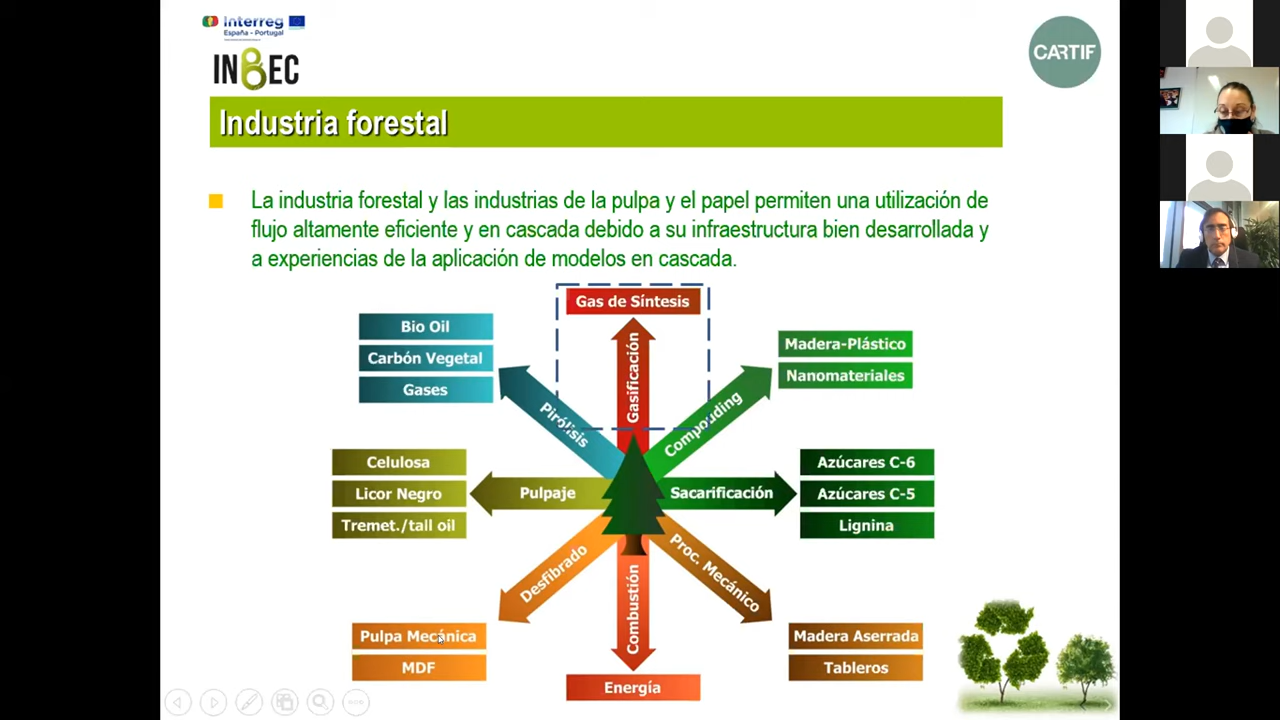 Interreg
España - Portugal
INBEC
CARTIF
Industria forestal
La industria forestal y las industrias de la pulpa y el papel permiten una utilización de
flujo altamente eficiente y en cascada debido a su infraestructura bien desarrollada y
a experiencias de la aplicación de modelos en cascada.
Gas de Síntesis
Gasificación
Bio Oil
Carbón Vegetal
Gases
Pirólisis
Madera-Plástico
Nanomateriales
Compouding
Celulosa
Licor Negro
Tremet./tall oil
Pulpaje
Sacarificación
Azúcares C-6
Azúcares C-5
Lignina
Desfibrado
Pulpa Mecánica
MDF
Combustión
Energía
Proc. Mecánico
Madera Aserrada
Tableros